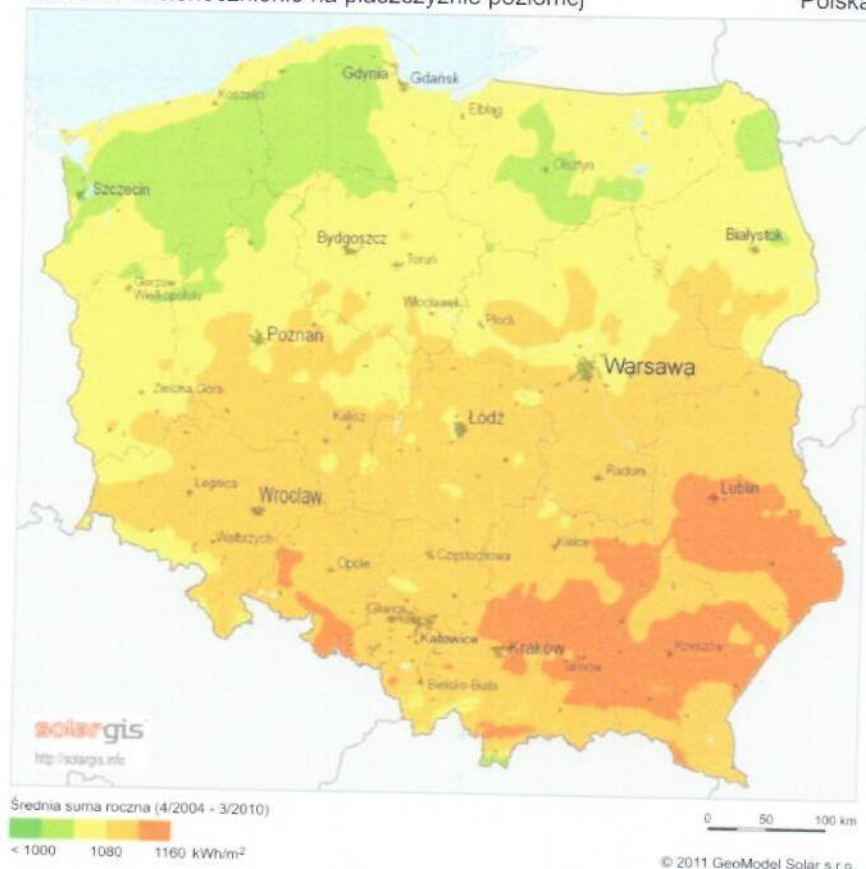 na płaszczyźnie poziomej
Polska
Gdynia
Gdańsk
Koszalin
Elbląg
Olsztyn
Szczecin
Białystok
Bydgoszcz
Toruń
Gorzów
Wielkopolski
Włocławek
Płock
Poznań
Warsawa
Zielona Góra
Kalisz
Łódź
Radom
Lublin
Legnica
Wrocław
Wałbrzych
Opole
Częstochowa
Kielce
Gliwice
Katowice
Kraków
Tarnów
Rzeszów
Bielsko-Biała
solargis
http://solargis.info
Średnia suma roczna (4/2004 - 3/2010)
< 1000 1080 1160 kWh/m²
0 50 100 km
© 2011 GeoModel Solar s.r.o.